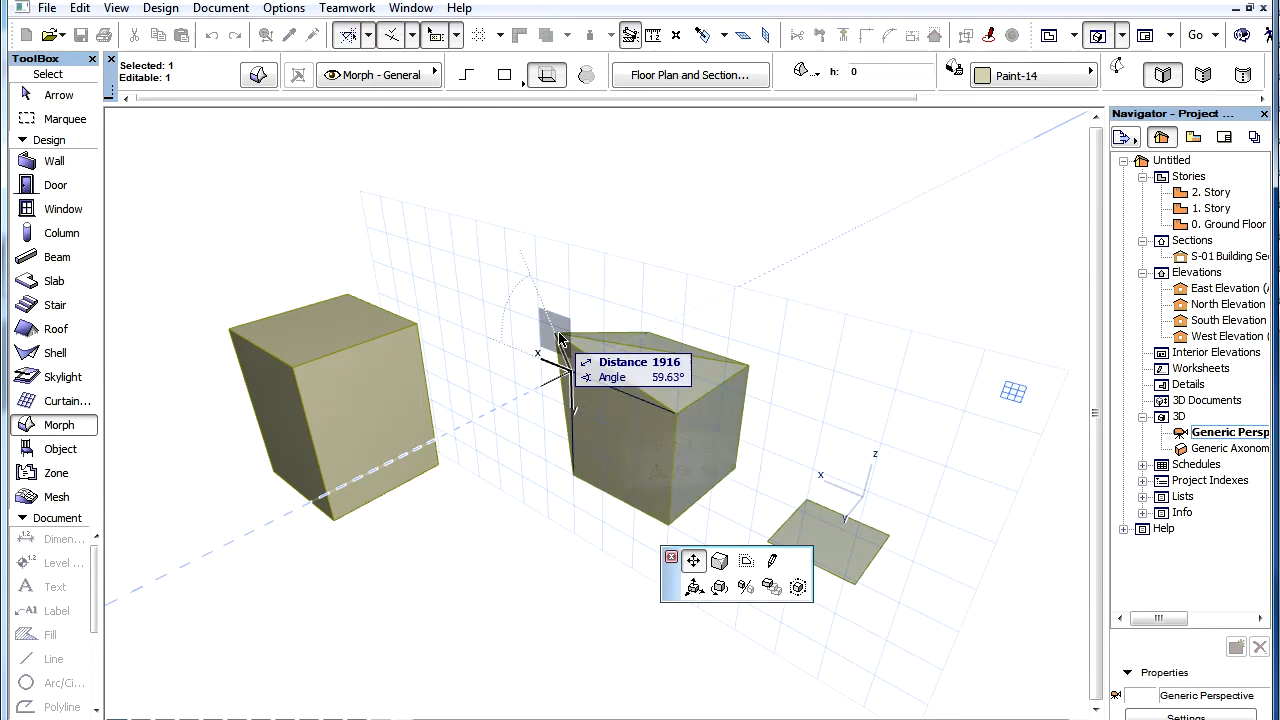 File Edit View Design Document Options Teamwork Window Help
Go
ToolBox
Select
Arrow
Marquee
Design
Wall
Door
Window
Column
Beam
Slab
Stair
Roof
Shell
Skylight
Curtain...
Morph
Object
Zone
Mesh
Document
Dimen...
Level ...
Text
Label
Fill
Line
Arc/Ci...
Polyline
Selected: 1
Editable: 1
Morph - General
Floor Plan and Section...
h: 0
Paint-14
x
Distance 1916
Angle 59.63°
z
x
y
Navigator - Project ...
Untitled
Stories
2. Story
1. Story
0. Ground Floor
Sections
S-01 Building Se
Elevations
East Elevation (A
North Elevation
South Elevation
West Elevation (
Interior Elevations
Worksheets
Details
3D Documents
3D
Generic Persp
Generic Axonom
Schedules
Project Indexes
Lists
Info
Help
Properties
Generic Perspective
Settings...